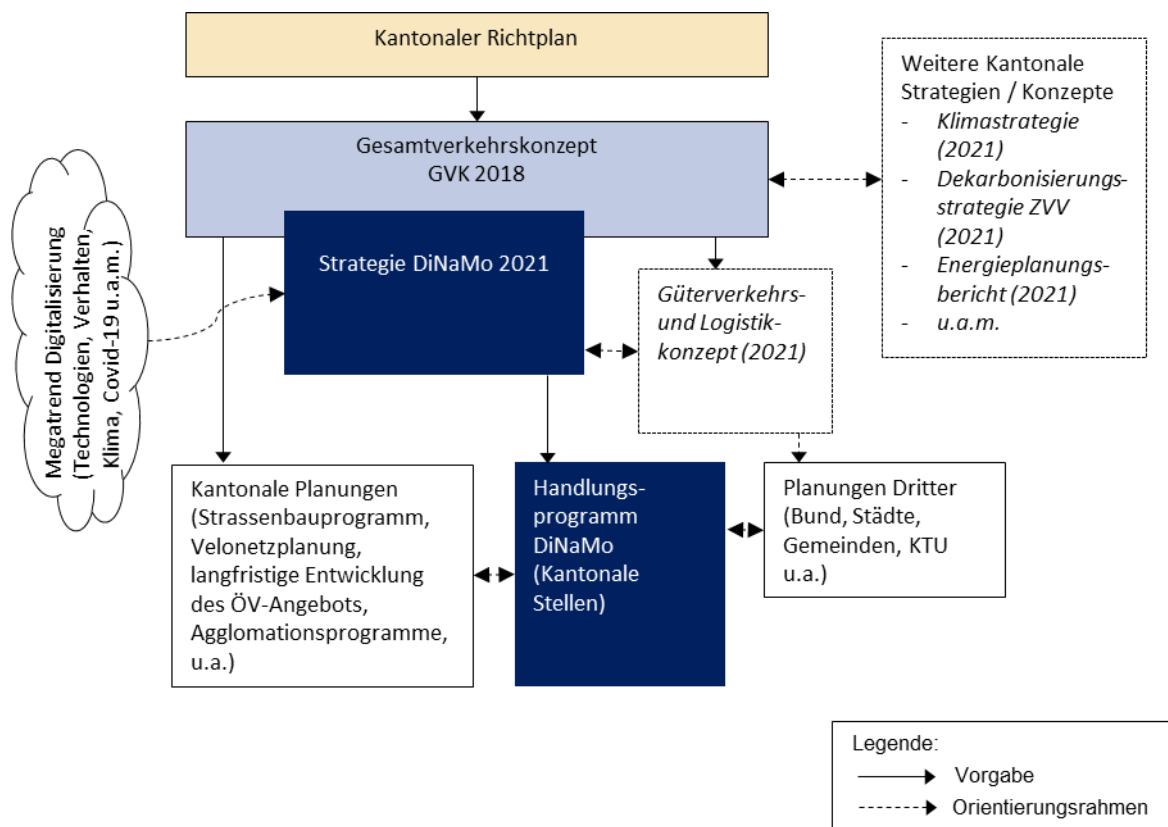 Kantonaler Richtplan
Gesamtverkehrskonzept
GVK 2018
Weitere Kantonale
Strategien / Konzepte
- Klimastrategie
(2021)
- Dekarbonisierungs-
strategie ZVV
(2021)
- Energieplanungs-
bericht (2021)
- u.a.m.
Megatrend Digitalisierung
(Technologien, Verhalten,
Klima, Covid-19 u.a,m.)
Strategie DiNaMo 2021
Güterverkehrs-
und Logistik-
konzept (2021)
Kantonale Planungen
(Strassenbauprogramm,
Velonetzplanung,
langfristige Entwicklung
des ÖV-Angebots,
Agglomationsprogramme,
u.a.)
Handlungs-
programm
DiNaMo
(Kantonale
Stellen)
Planungen Dritter
(Bund, Städte,
Gemeinden, KTU
u.a.)
Legende:
Vorgabe
Orientierungsrahmen